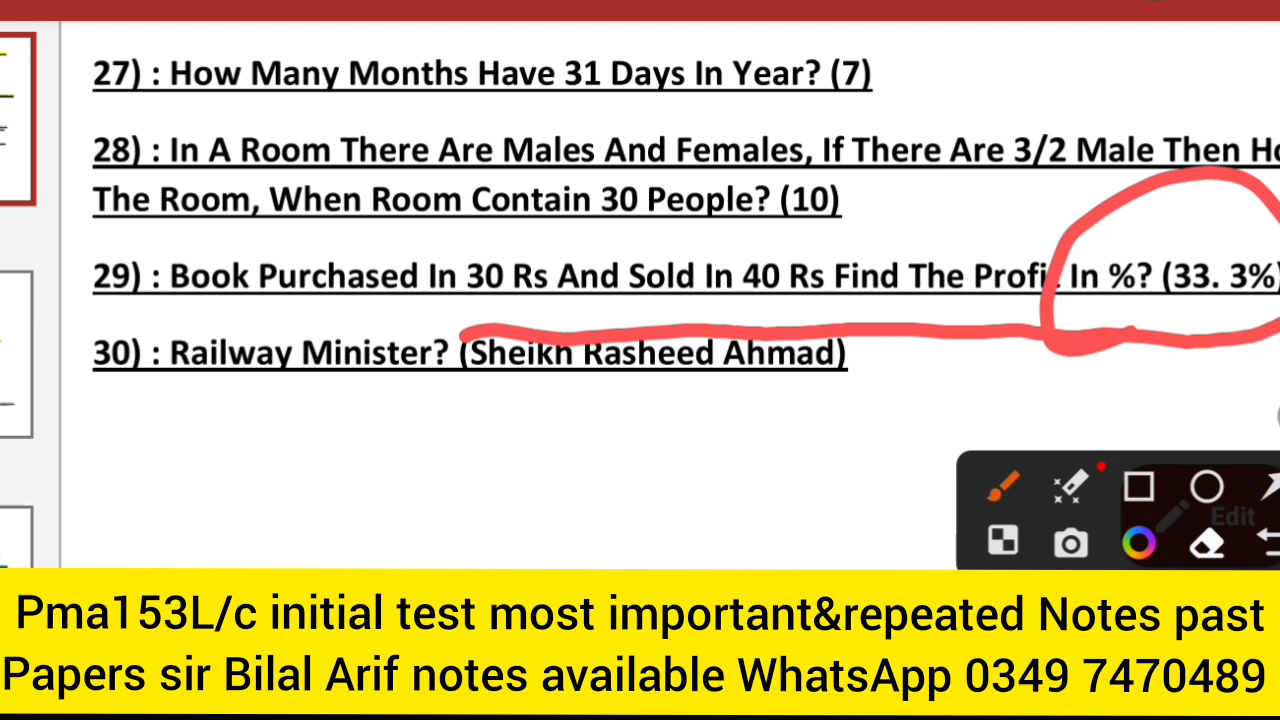 27) : How Many Months Have 31 Days In Year? (7)
28) : In A Room There Are Males And Females, If There Are 3/2 Male Then
The Room, When Room Contain 30 People? (10)
29) : Book Purchased In 30 Rs And Sold In 40 Rs Find The Profit In %? (33. 3%)
30) : Railway Minister? (Sheikh Rasheed Ahmad)
Edit
Pma153L/c initial test most important&repeated Notes past
Papers sir Bilal Arif notes available WhatsApp 0349 7470489